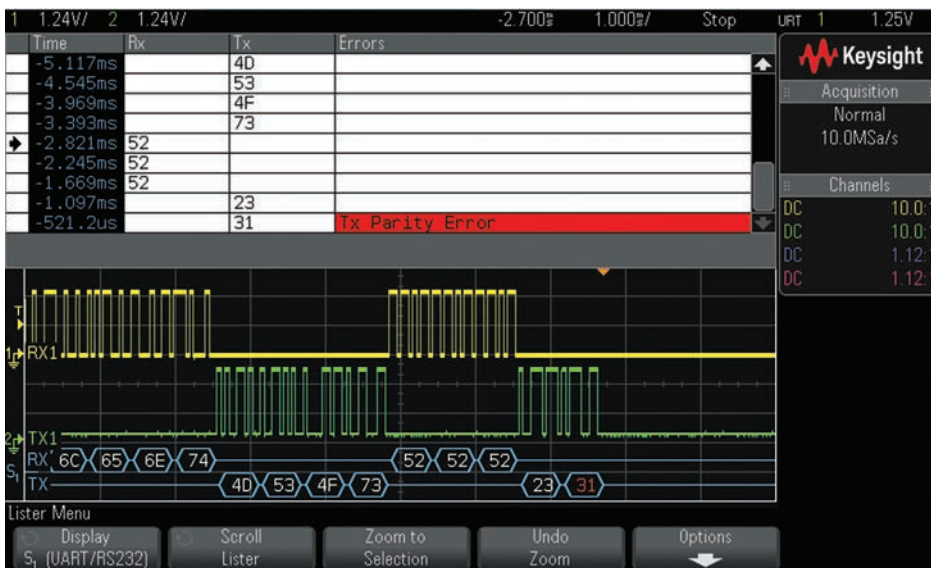 1 1.24V/ 2 1.24V/ -2.700s 1.000s/ Stop URT 1 1.25V
Time Rx Tx Errors
-5.117ms 4D
-4.545ms 53
-3.969ms 4F
-3.393ms 73
-2.821ms 52
-2.245ms 52
-1.669ms 52
-1.097ms 23
-521.2us 31 Tx Parity Error
Keysight
Acquisition
Normal
10.0MSa/s
Channels
DC 10.0:
DC 10.0:
DC 1.12:
DC 1.12:
T
1 RX1
2 TX1
S1 RX 6C 65 6E 74 52 52 52
TX 4D 53 4F 73 23 31
Lister Menu
Display
S1 (UART/RS232)
Scroll
Lister
Zoom to
Selection
Undo
Zoom
Options